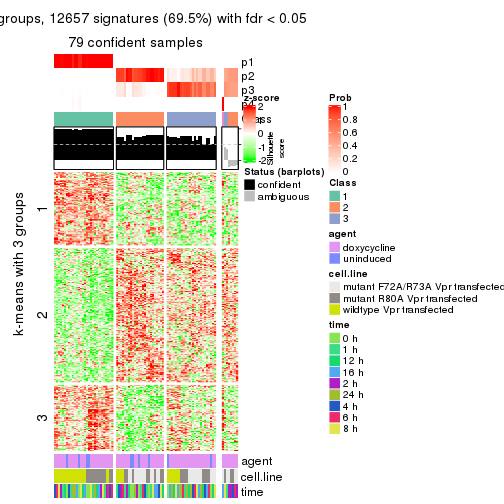 groups, 12657 signatures (69.5%) with fdr < 0.05
79 confident samples
p1
p2
p3
p4
z-score
2
1
0
-1
-2
Silhouette
score
Status (barplots)
confident
ambiguous
Prob
1
0.8
0.6
0.4
0.2
0
Class
1
2
3
agent
doxycycline
uninduced
cell.line
mutant F72A/R73A Vpr transfected
mutant R80A Vpr transfected
wildtype Vpr transfected
time
0 h
1 h
12 h
16 h
2 h
24 h
4 h
6 h
8 h
k-means with 3 groups
1
2
3
agent
cell.line
time